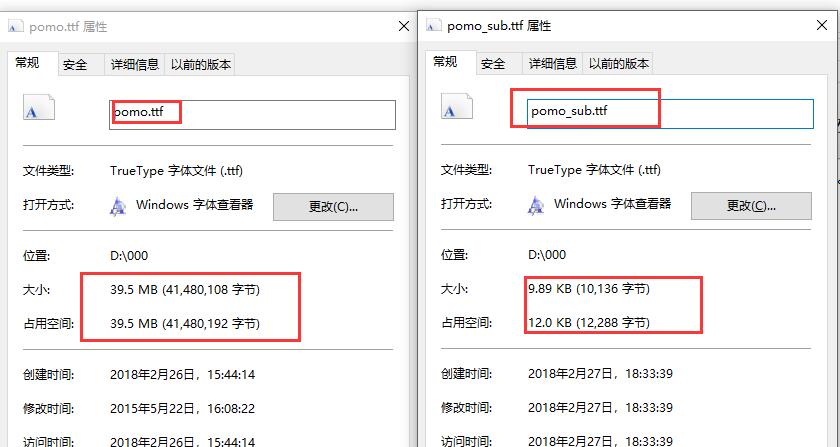 pomo.ttf 属性
常规 安全 详细信息 以前的版本
pomo.ttf
文件类型: TrueType 字体文件 (.ttf)
打开方式: Windows 字体查看器 更改(C)...
位置: D:\000
大小: 39.5 MB (41,480,108 字节)
占用空间: 39.5 MB (41,480,192 字节)
创建时间: 2018年2月26日，15:44:14
修改时间: 2015年5月22日，16:08:22
访问时间: 2018年2月26日，15:44:14
pomo_sub.ttf 属性
常规 安全 详细信息 以前的版本
pomo_sub.ttf
文件类型: TrueType 字体文件 (.ttf)
打开方式: Windows 字体查看器 更改(C)...
位置: D:\000
大小: 9.89 KB (10,136 字节)
占用空间: 12.0 KB (12,288 字节)
创建时间: 2018年2月27日，18:33:39
修改时间: 2018年2月27日，18:33:39
访问时间: 2018年2月27日，18:33:39